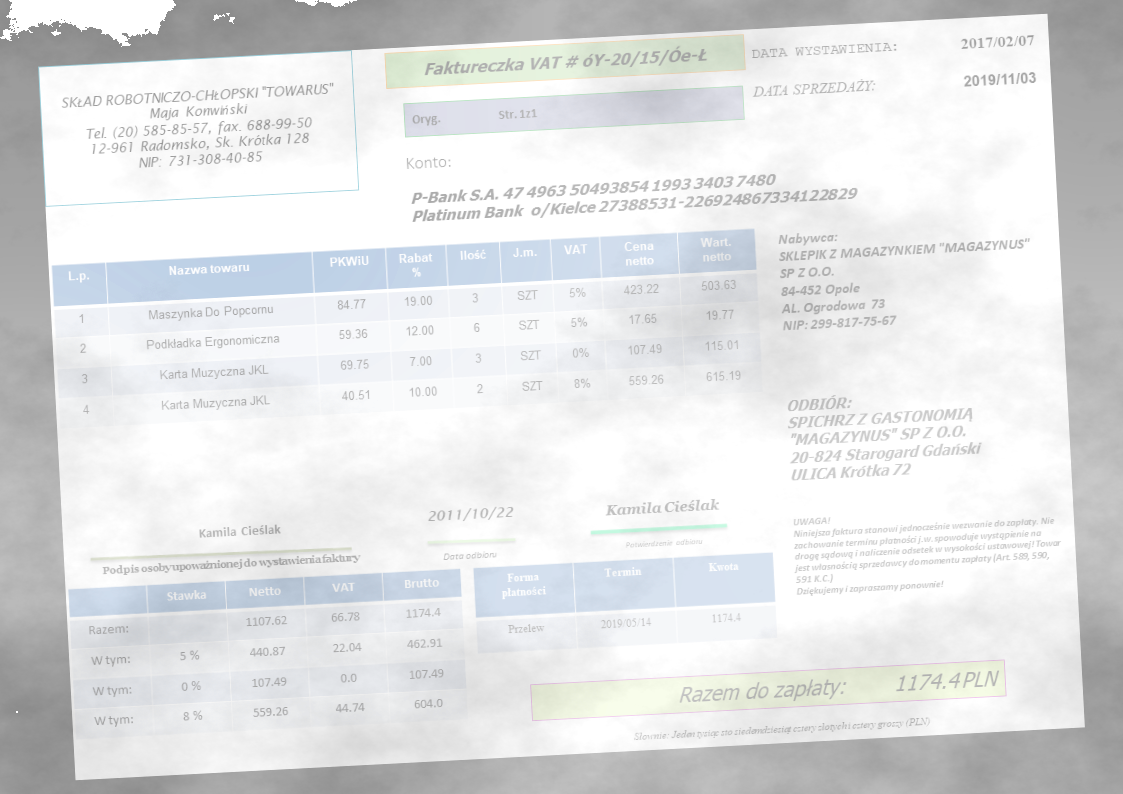 SKŁAD ROBOTNICZO-CHŁOPSKI "TOWARUS"
Maja Konwiński
Tel. (20) 585-85-57, fax. 688-99-50
12-961 Radomsko, Sk. Krótka 128
NIP: 731-308-40-85
Faktureczka VAT # óY-20/15/Óe-Ł
Oryg. Str. 1z1
DATA WYSTAWIENIA: 2017/02/07
DATA SPRZEDAŻY: 2019/11/03
Konto:
P-Bank S.A. 47 4963 50493854 1993 3403 7480
Platinum Bank o/Kielce 27388531-226924867334122829
L.p. Nazwa towaru PKWiU Rabat % Ilość J.m. VAT Cena netto Wart. netto
1 Maszynka Do Popcornu 84.77 19.00 3 SZT 5% 423.22 503.63
2 Podkładka Ergonomiczna 59.36 12.00 6 SZT 5% 17.65 19.77
3 Karta Muzyczna JKL 69.75 7.00 3 SZT 0% 107.49 115.01
4 Karta Muzyczna JKL 40.51 10.00 2 SZT 8% 559.26 615.19
Nabywca:
SKLEPIK Z MAGAZYNKIEM "MAGAZYNUS"
SP Z O.O.
84-452 Opole
AL. Ogrodowa 73
NIP: 299-817-75-67
ODBIÓR:
SPICHRZ Z GASTONOMIĄ
"MAGAZYNUS" SP Z O.O.
20-824 Starogard Gdański
ULICA Krótka 72
Kamila Cieślak
Podpis osoby upoważnionej do wystawienia faktury
2011/10/22
Data odbioru
Kamila Cieślak
Potwierdzenie odbioru
UWAGA!
Niniejsza faktura stanowi jednocześnie wezwanie do zapłaty. Nie
zachowanie terminu płatności j.w. spowoduje wystąpienie na
drogę sądową i naliczenie odsetek w wysokości ustawowej! Towar
jest własnością sprzedawcy do momentu zapłaty (Art. 589, 590,
591 K.C.)
Dziękujemy i zapraszamy ponownie!
Stawka Netto VAT Brutto
Razem: 1107.62 66.78 1174.4
W tym: 5 % 440.87 22.04 462.91
W tym: 0 % 107.49 0.0 107.49
W tym: 8 % 559.26 44.74 604.0
Forma płatności Termin Kwota
Przelew 2019/05/14 1174.4
Razem do zapłaty: 1174.4 PLN
Słownie: Jeden tysiąc sto siedemdziesiąt cztery złotych i cztery groszy (PLN)